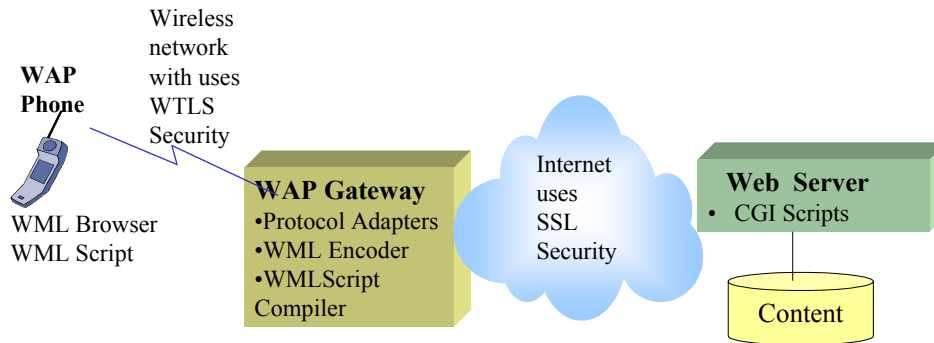 Wireless
network
with uses
WTLS
Security
WAP
Phone
WML Browser
WML Script
WAP Gateway
•Protocol Adapters
•WML Encoder
•WMLScript
Compiler
Internet
uses
SSL
Security
Web Server
• CGI Scripts
Content